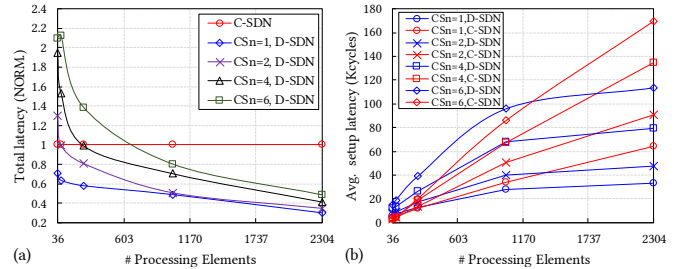 Total latency (NORM.)
2.4
2.2
2
1.8
1.6
1.4
1.2
1
0.8
0.6
0.4
0.2
C-SDN
CSn=1, D-SDN
CSn=2, D-SDN
CSn=4, D-SDN
CSn=6, D-SDN
36 603 1170 1737 2304
# Processing Elements
(a)
Avg. setup latency (Kcycles)
180
160
140
120
100
80
60
40
20
0
CSn=1,D-SDN
CSn=1,C-SDN
CSn=2,D-SDN
CSn=2,C-SDN
CSn=4,D-SDN
CSn=4,C-SDN
CSn=6,D-SDN
CSn=6,C-SDN
36 603 1170 1737 2304
# Processing Elements
(b)